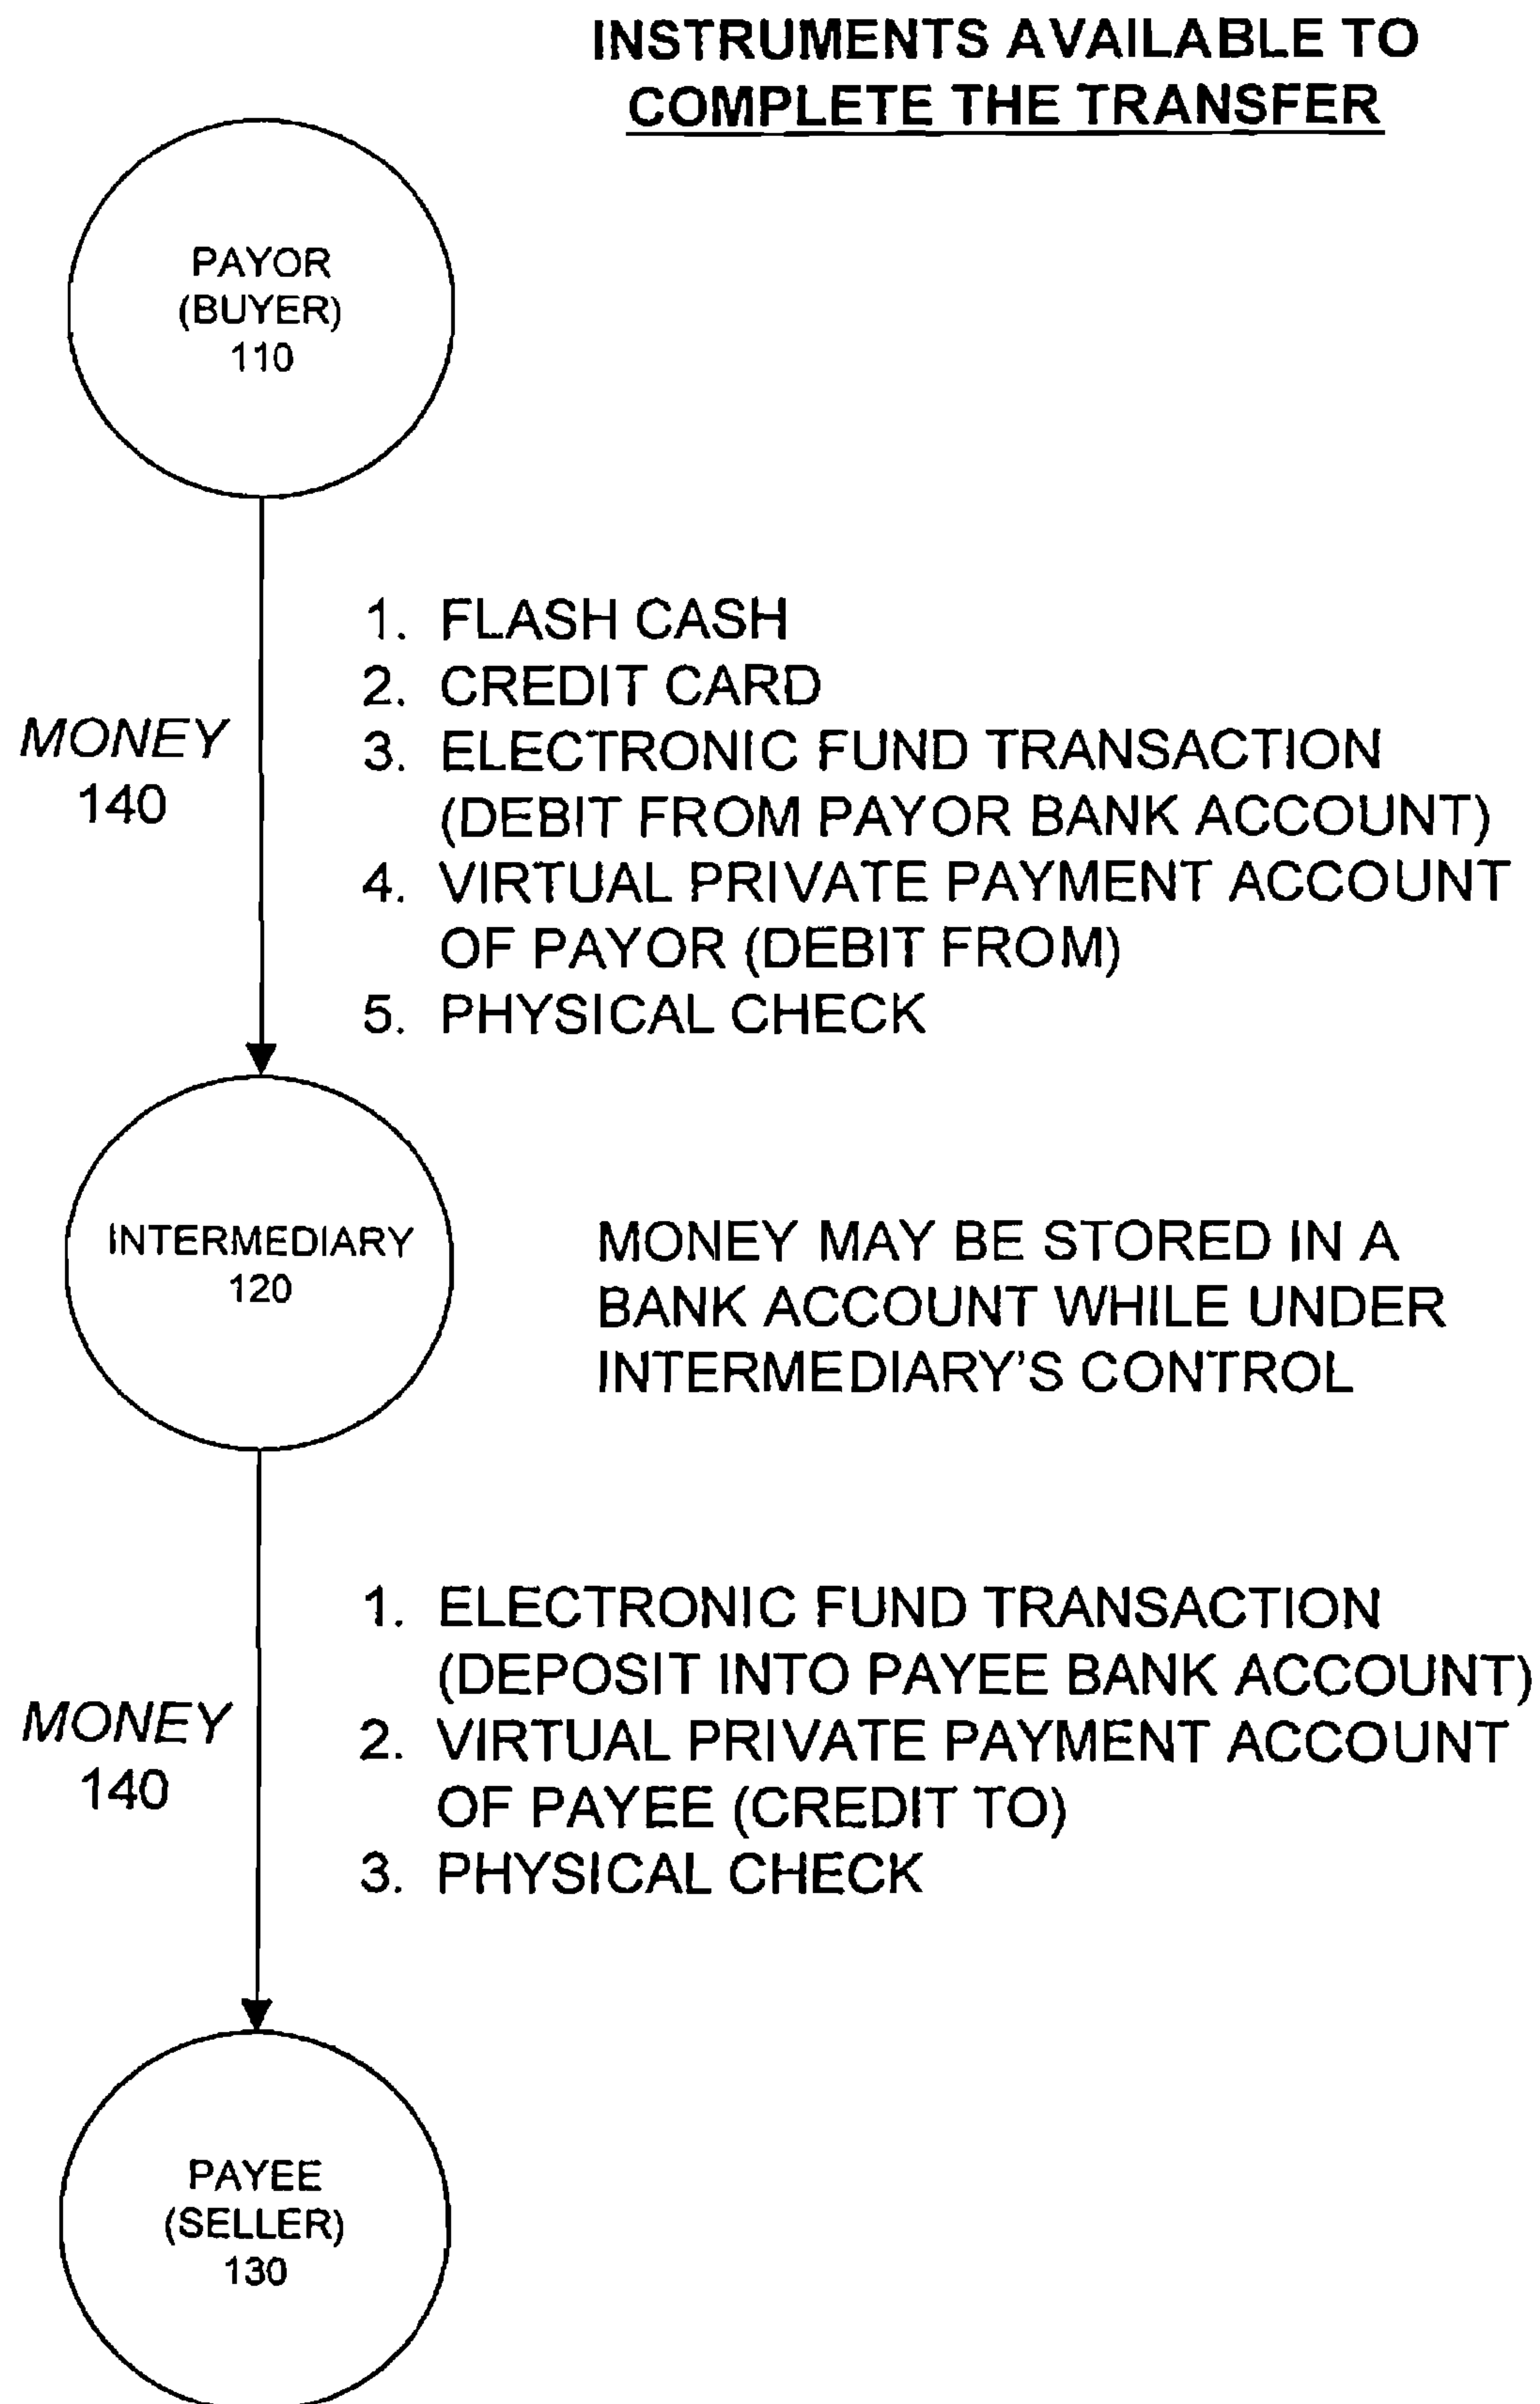 INSTRUMENTS AVAILABLE TO
COMPLETE THE TRANSFER
PAYOR
(BUYER)
110
MONEY
140
1. FLASH CASH
2. CREDIT CARD
3. ELECTRONIC FUND TRANSACTION
(DEBIT FROM PAYOR BANK ACCOUNT)
4. VIRTUAL PRIVATE PAYMENT ACCOUNT
OF PAYOR (DEBIT FROM)
5. PHYSICAL CHECK
INTERMEDIARY
120
MONEY MAY BE STORED IN A
BANK ACCOUNT WHILE UNDER
INTERMEDIARY'S CONTROL
MONEY
140
1. ELECTRONIC FUND TRANSACTION
(DEPOSIT INTO PAYEE BANK ACCOUNT)
2. VIRTUAL PRIVATE PAYMENT ACCOUNT
OF PAYEE (CREDIT TO)
3. PHYSICAL CHECK
PAYEE
(SELLER)
130